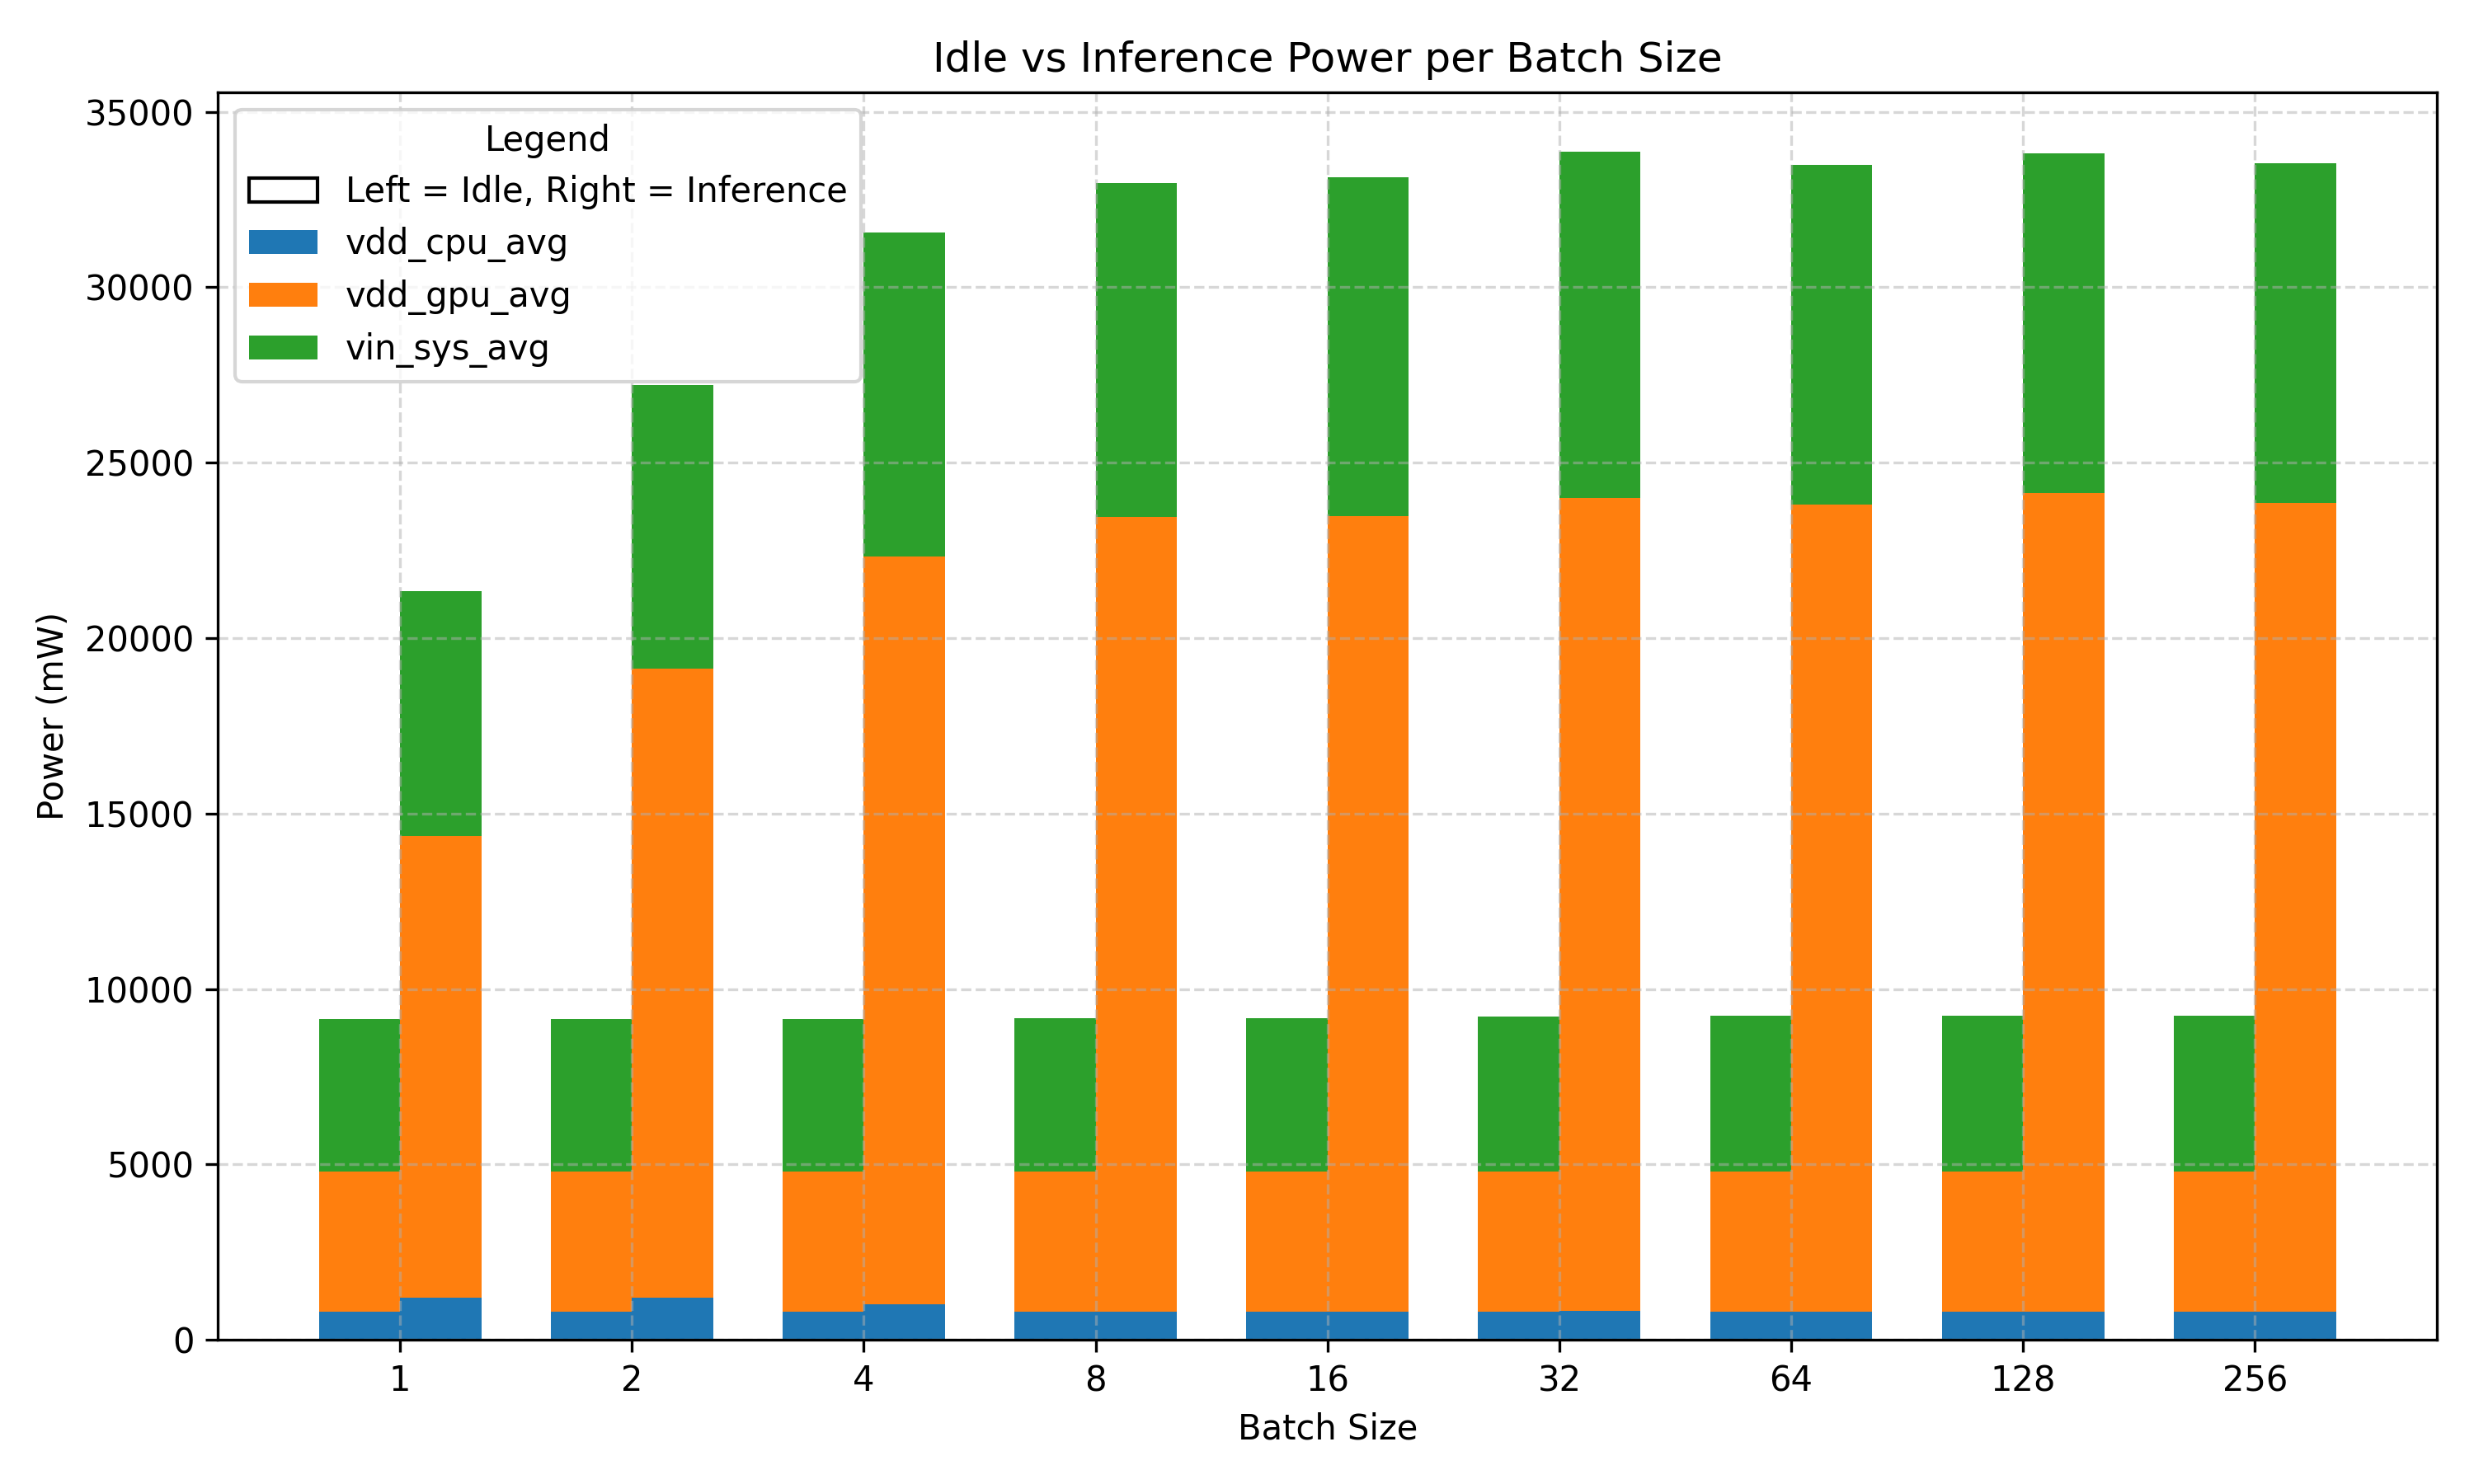 Idle vs Inference Power per Batch Size
Legend
Left = Idle, Right = Inference
vdd_cpu_avg
vdd_gpu_avg
vin_sys_avg
Power (mW)
35000
30000
25000
20000
15000
10000
5000
0
1 2 4 8 16 32 64 128 256
Batch Size